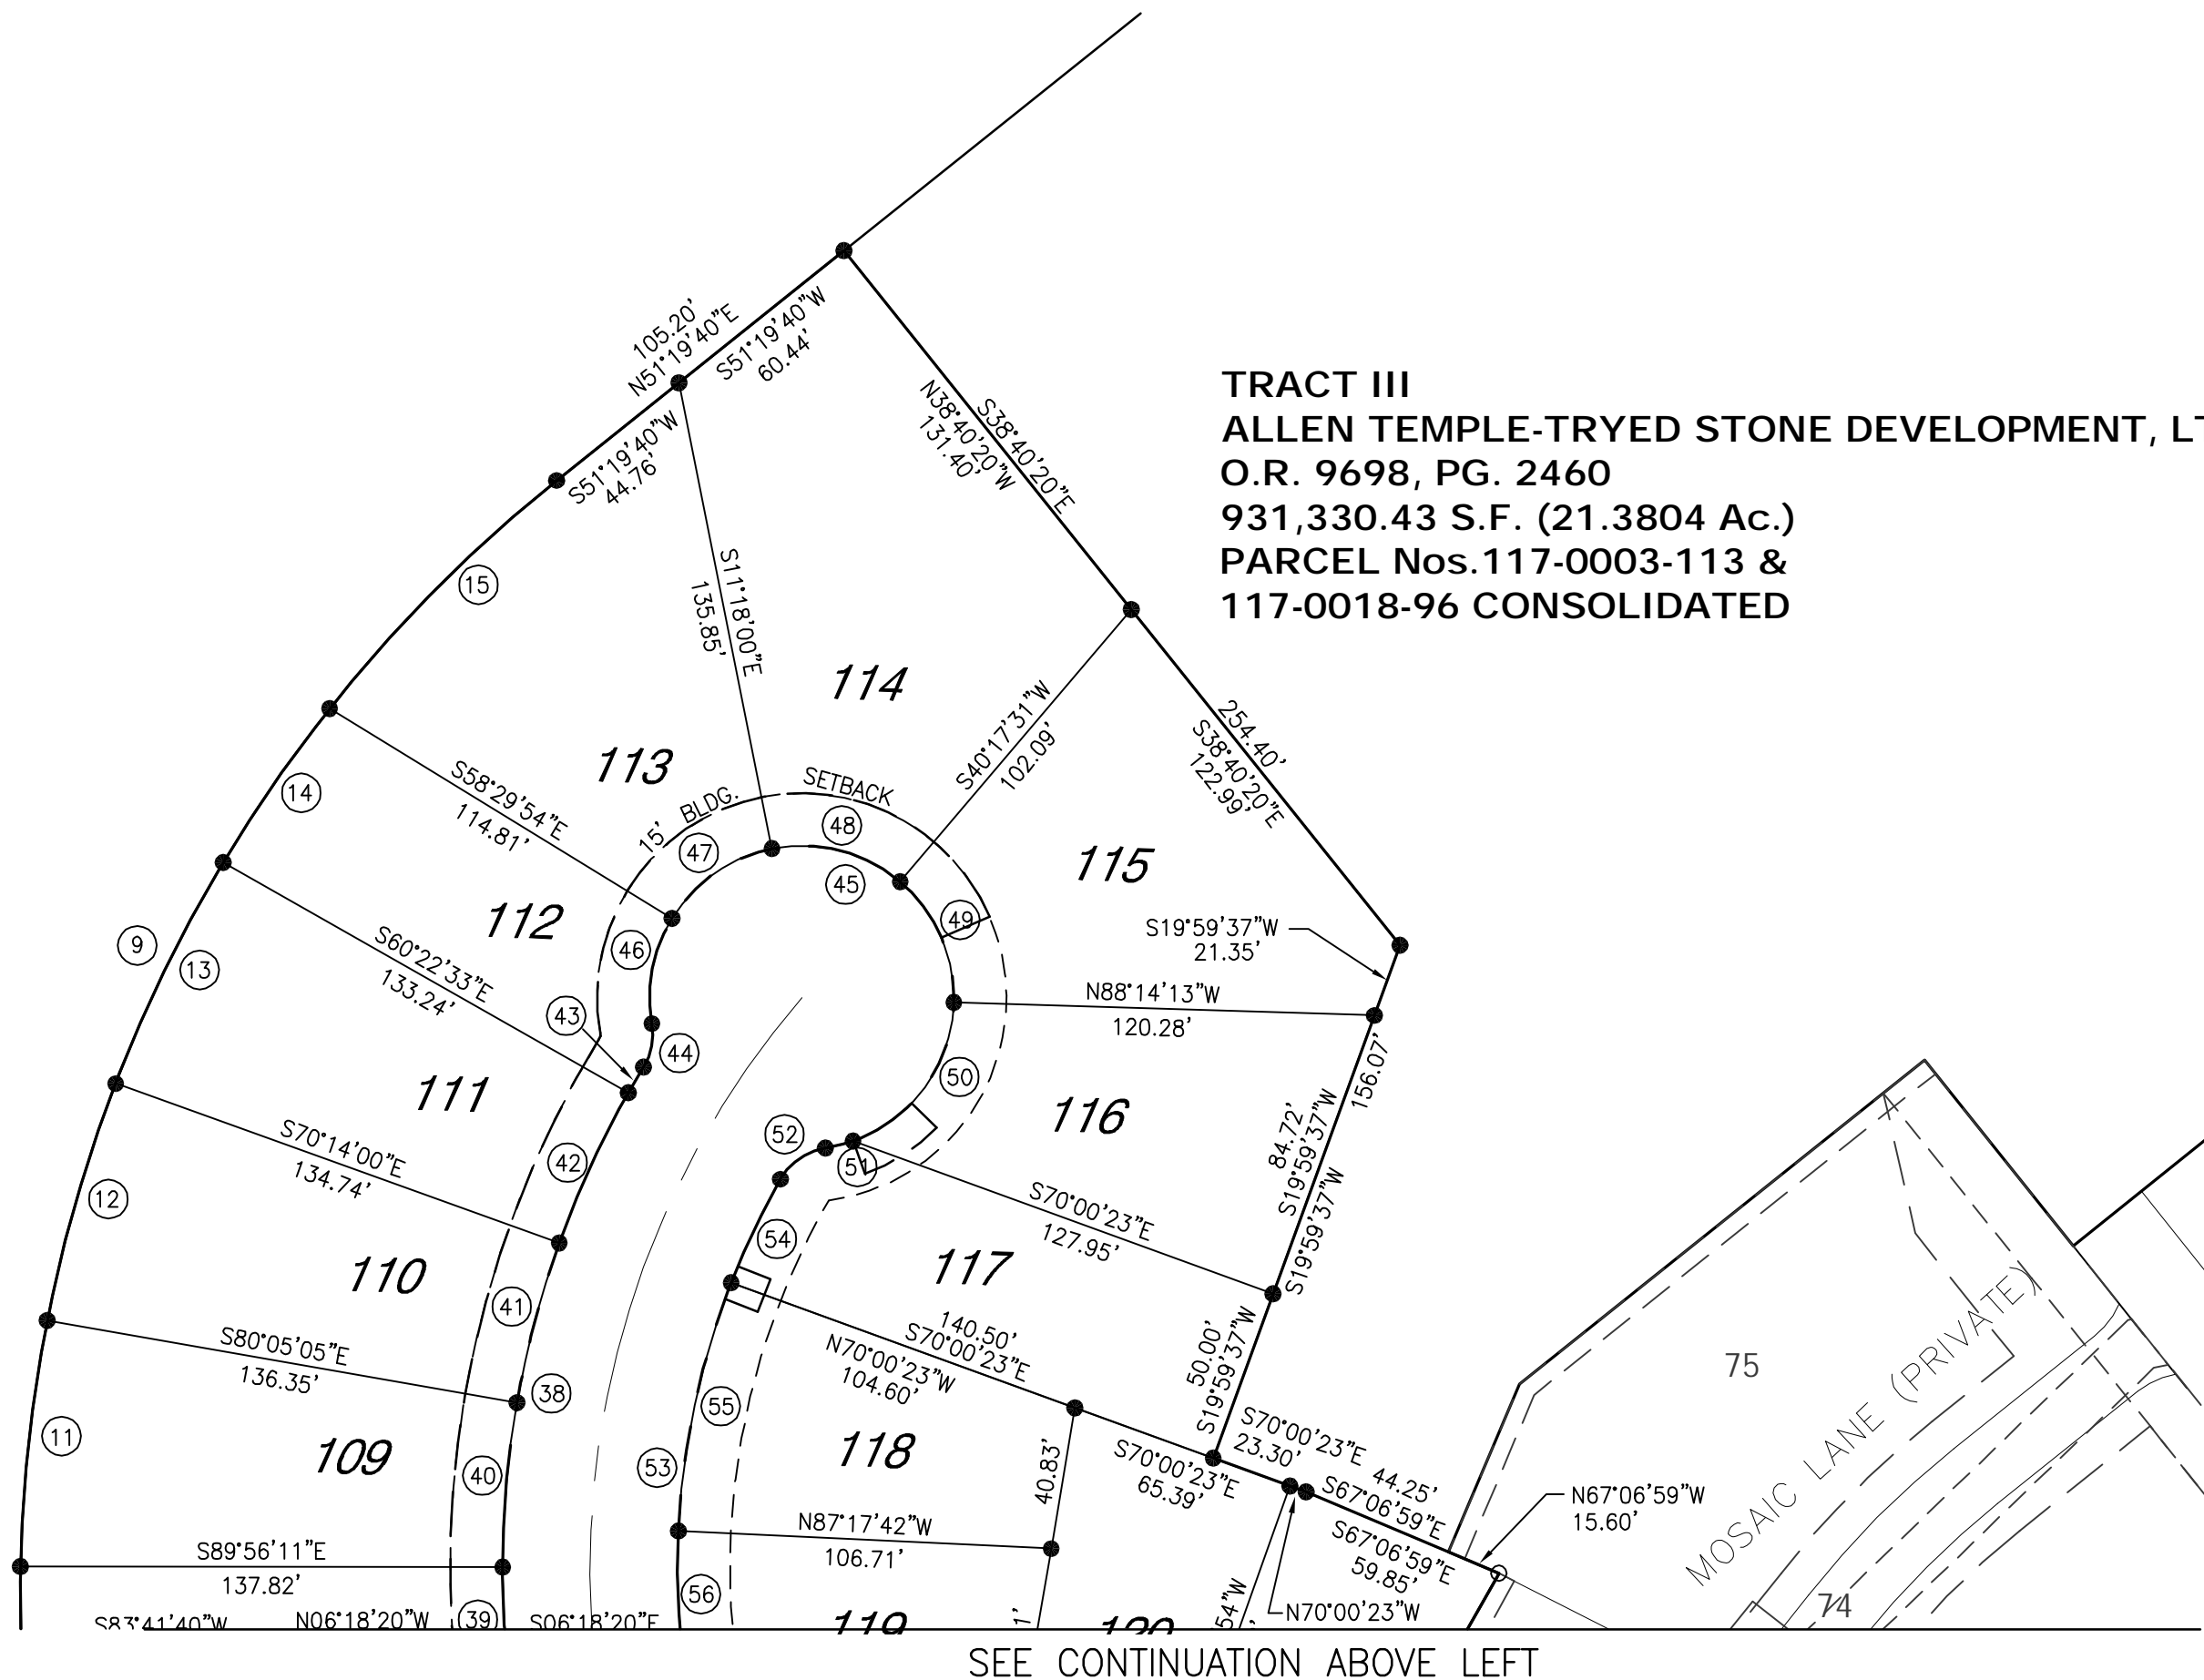 105.20'
N51°19'40"E
S51°19'40"W
60.44'
S51°19'40"W
44.76'
N38°40'20"W
131.40'
S38°40'20"E
TRACT III
ALLEN TEMPLE-TRYED STONE DEVELOPMENT, LT
O.R. 9698, PG. 2460
931,330.43 S.F. (21.3804 Ac.)
PARCEL Nos.117-0003-113 &
117-0018-96 CONSOLIDATED
15
S11°18'00"E
135.85'
114
S40°17'31"W
102.09'
254.40'
S38°40'20"E
122.99'
113
14
S58°29'54"E
114.81'
15' BLDG. SETBACK
47
48
45
115
112
49
S19°59'37"W
21.35'
9
13
S60°22'33"E
133.24'
46
43
44
N88°14'13"W
120.28'
156.07'
111
50
116
84.72'
S19°59'37"W
S19°59'37"W
S70°14'00"E
134.74'
42
52
51
12
S70°00'23"E
127.95'
54
110
117
41
S80°05'05"E
136.35'
140.50'
S70°00'23"E
N70°00'23"W
104.60'
50.00'
S19°59'37"W
38
55
75
MOSAIC LANE (PRIVATE)
11
109
118
40.83'
S70°00'23"E
65.39'
S70°00'23"E
23.30'
44.25'
S67°06'59"E
S67°06'59"E
59.85'
N67°06'59"W
15.60'
40
53
N87°17'42"W
106.71'
S89°56'11"E
137.82'
56
74
S83°41'40"W
N06°18'20"W
39
S06°18'20"E
119
1'
120
54"W
N70°00'23"W
SEE CONTINUATION ABOVE LEFT